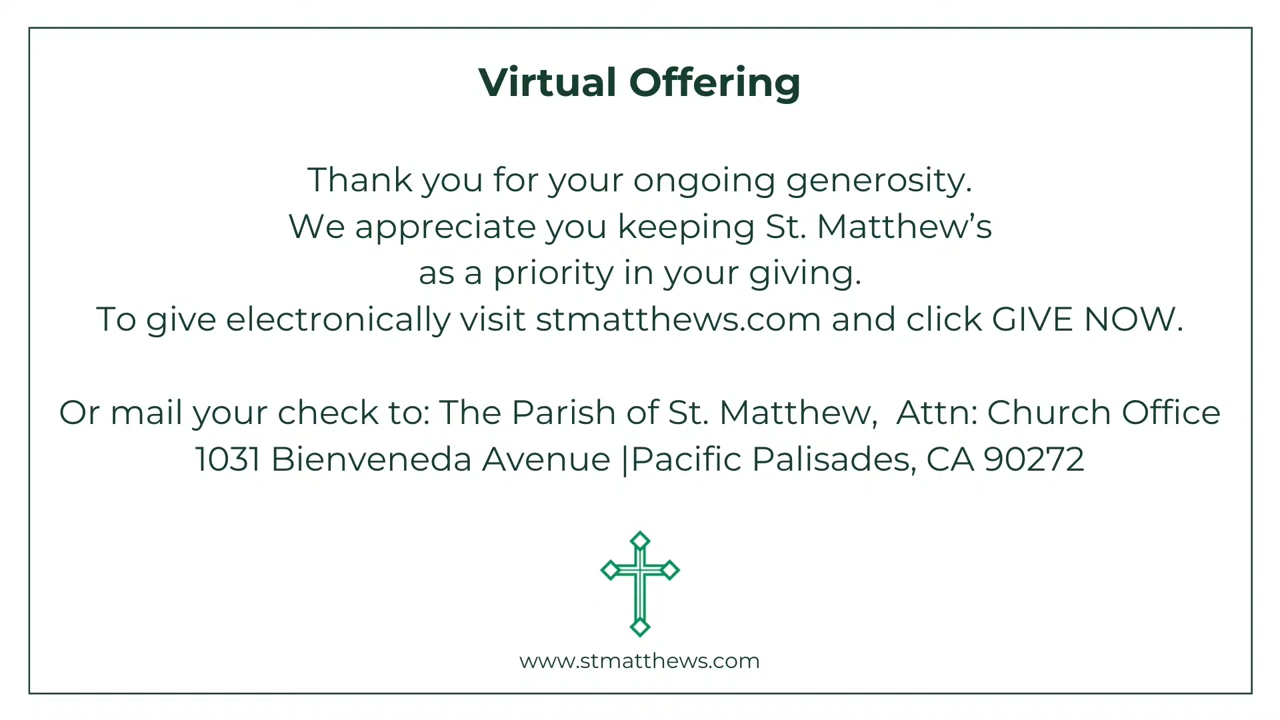 Virtual Offering
Thank you for your ongoing generosity.
We appreciate you keeping St. Matthew’s
as a priority in your giving.
To give electronically visit stmatthews.com and click GIVE NOW.
Or mail your check to: The Parish of St. Matthew,  Attn: Church Office
1031 Bienveneda Avenue |Pacific Palisades, CA 90272
www.stmatthews.com